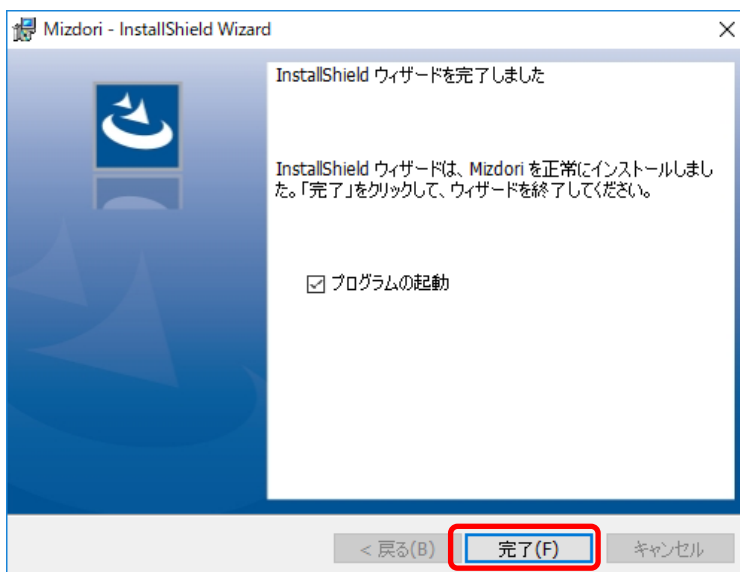 Mizdori - InstallShield Wizard
InstallShield ウィザードを完了しました
InstallShield ウィザードは、Mizdori を正常にインストールしまし
た。「完了」をクリックして、ウィザードを終了してください。
プログラムの起動
< 戻る(B)
完了(F)
キャンセル